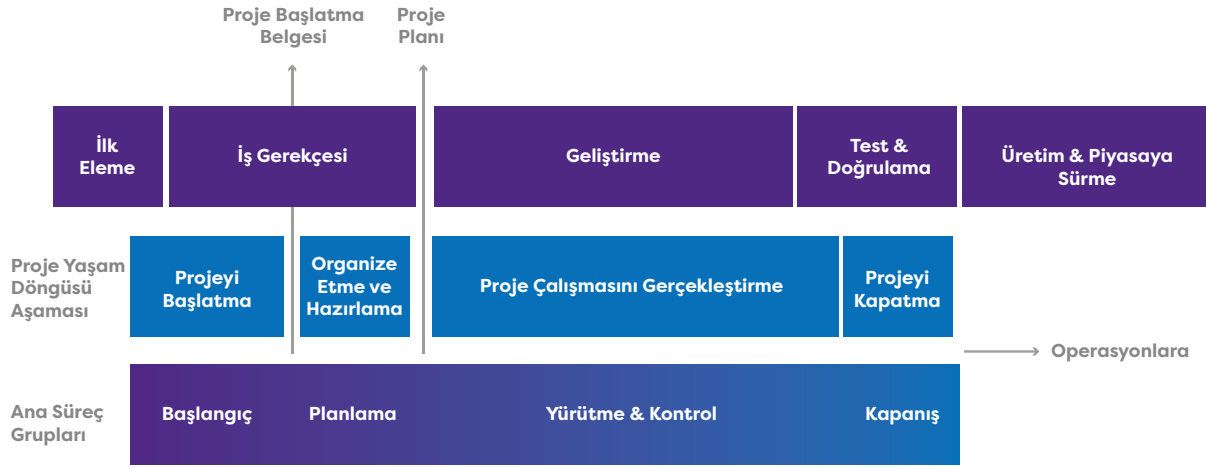 Proje Başlatma
Belgesi
Proje
Planı
İlk
Eleme
İş Gerekçesi
Geliştirme
Test &
Doğrulama
Üretim & Piyasaya
Sürme
Proje Yaşam
Döngüsü
Aşaması
Projeyi
Başlatma
Organize
Etme ve
Hazırlama
Proje Çalışmasını Gerçekleştirme
Projeyi
Kapatma
Operasyonlara
Ana Süreç
Grupları
Başlangıç
Planlama
Yürütme & Kontrol
Kapanış